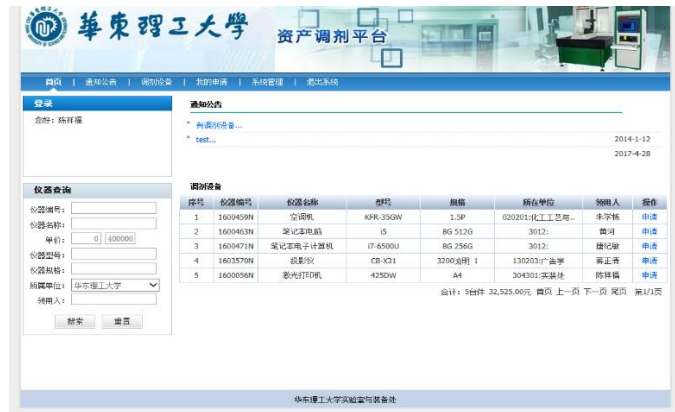 華東理工大學
资产调剂平台
首页 | 通知公告 | 调剂设备 | 我的申请 | 系统管理 | 退出系统
登录
您好：陈祥福
通知公告
有调剂设备...
test...
2014-1-12
2017-4-28
仪器查询
仪器编号：
仪器名称：
单价： 0 400000
仪器型号：
仪器规格：
所属单位： 华东理工大学
领用人：
搜索 重置
调剂设备
序号 仪器编号 仪器名称 型号 规格 所在单位 领用人 操作
1 1600459N 空调机 KFR-35GW 1.5P 020201:化工工艺与... 朱学栋 申请
2 1600463N 笔记本电脑 i5 8G 512G 3012: 黄河 申请
3 1600471N 笔记本电子计算机 i7-6500U 8G 256G 3012: 唐纪敏 申请
4 1603570N 投影仪 CB-X31 3200流明 1 130203:广告学 蒋正清 申请
5 1600056N 激光打印机 425DW A4 304301:实装处 陈祥福 申请
合计：5台件 32,525.00元 首页 上一页 下一页 尾页 第1/1页
华东理工大学实验室与装备处